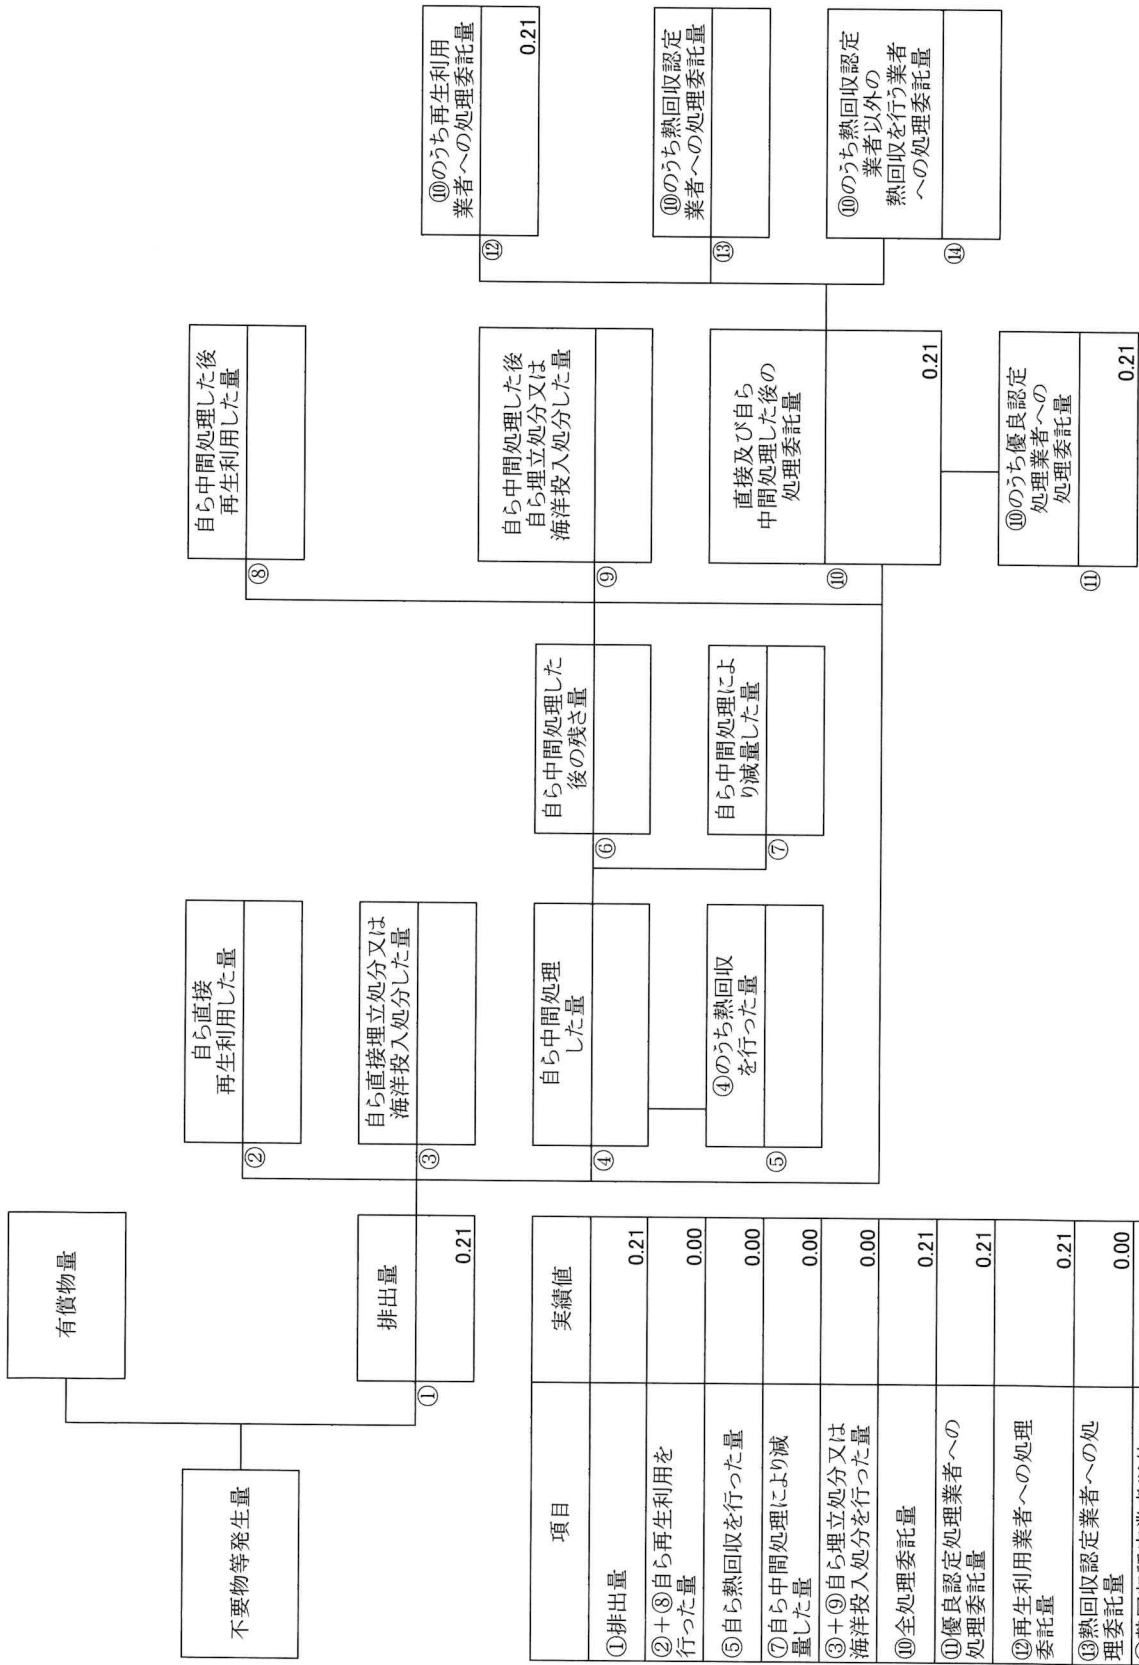 不要物等発生量
有償物量
排出量
①
0.21
自ら直接
再生利用した量
②
自ら直接埋立処分又は
海洋投入処分した量
③
自ら中間処理
した量
④
④のうち熱回収
を行った量
⑤
自ら中間処理した
後の残さ量
⑥
自ら中間処理によ
り減量した量
⑦
自ら中間処理した後
再生利用した量
⑧
自ら中間処理した後
自ら埋立処分又は
海洋投入処分した量
⑨
直接及び自ら
中間処理した後の
処理委託量
⑩
0.21
⑩のうち優良認定
処理業者への
処理委託量
⑪
0.21
⑩のうち再生利用
業者への処理委託量
⑫
0.21
⑩のうち熱回収認定
業者への処理委託量
⑬
⑩のうち熱回収認定
業者以外の
熱回収を行う業者
への処理委託量
⑭
項目 実績値
①排出量 0.21
②+⑧自ら再生利用を
行った量 0.00
⑤自ら熱回収を行った量 0.00
⑦自ら中間処理により減
量した量 0.00
③+⑨自ら埋立処分又は
海洋投入処分を行った量 0.00
⑩全処理委託量 0.21
⑪優良認定処理業者への
処理委託量 0.21
⑫再生利用業者への処理
委託量 0.21
⑬熱回収認定業者への処
理委託量 0.00